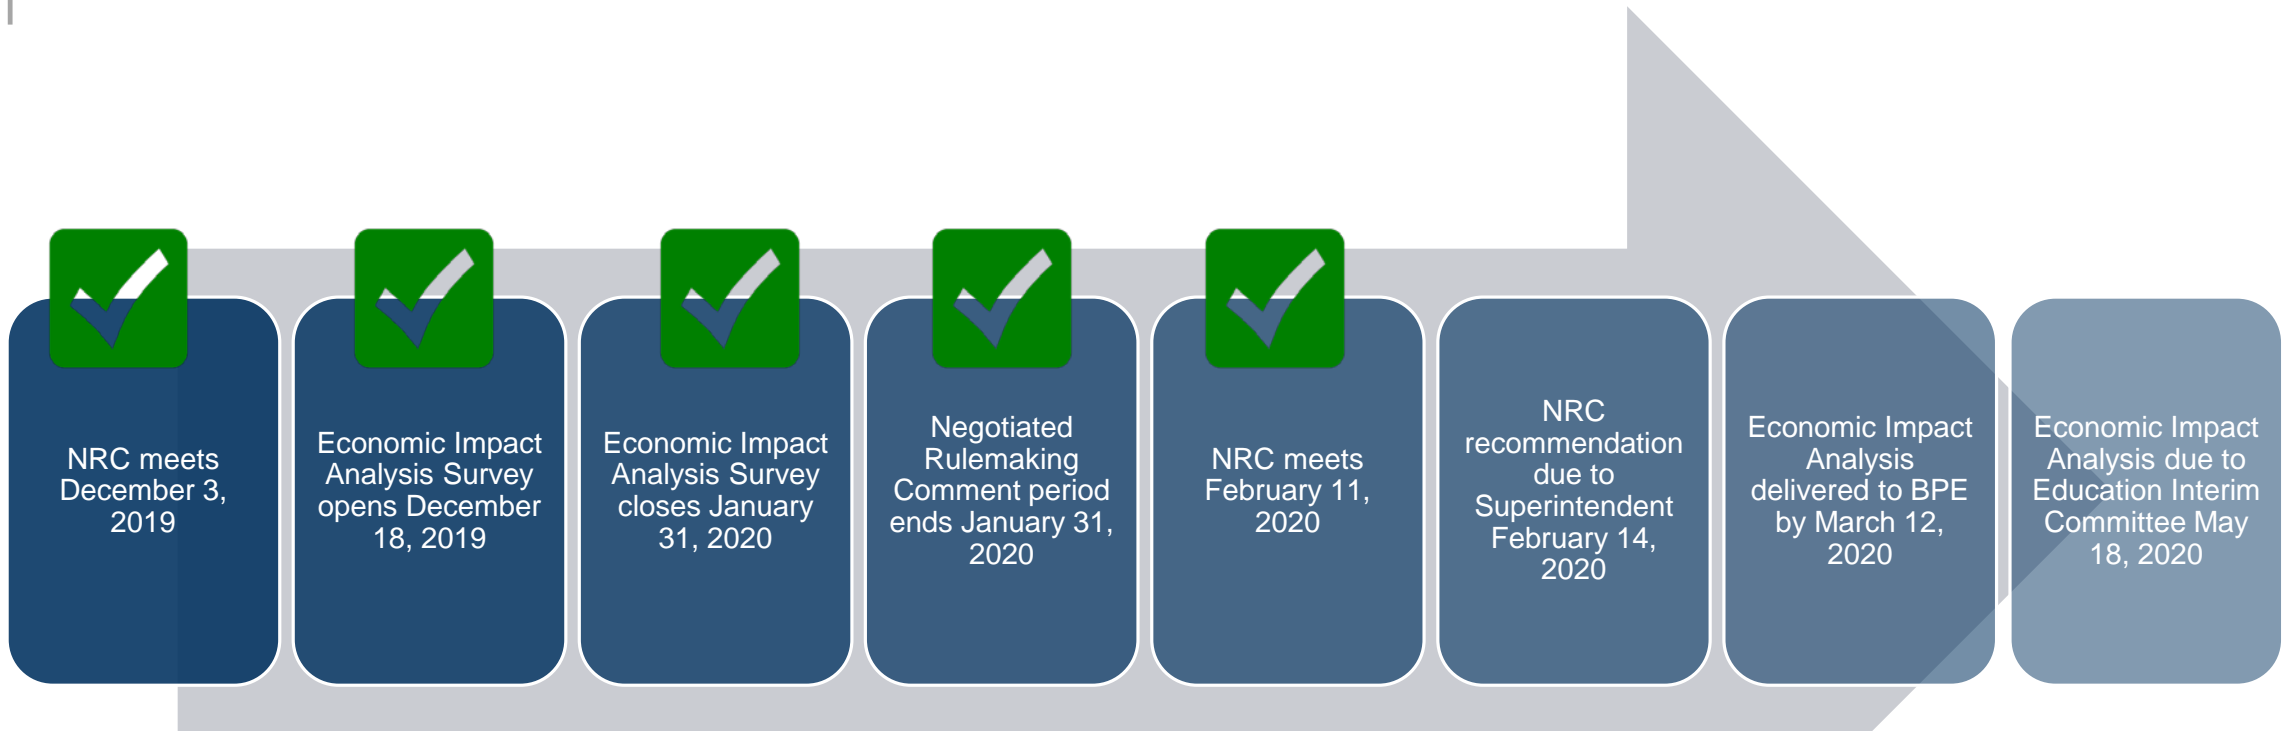 NRC meets
December 3,
2019
Economic Impact
Analysis Survey
opens December
18, 2019
Economic Impact
Analysis Survey
closes January
31, 2020
Negotiated
Rulemaking
Comment period
ends January 31,
2020
NRC meets
February 11,
2020
NRC
recommendation
due to
Superintendent
February 14,
2020
Economic Impact
Analysis
delivered to BPE
by March 12,
2020
Economic Impact
Analysis due to
Education Interim
Committee May
18, 2020